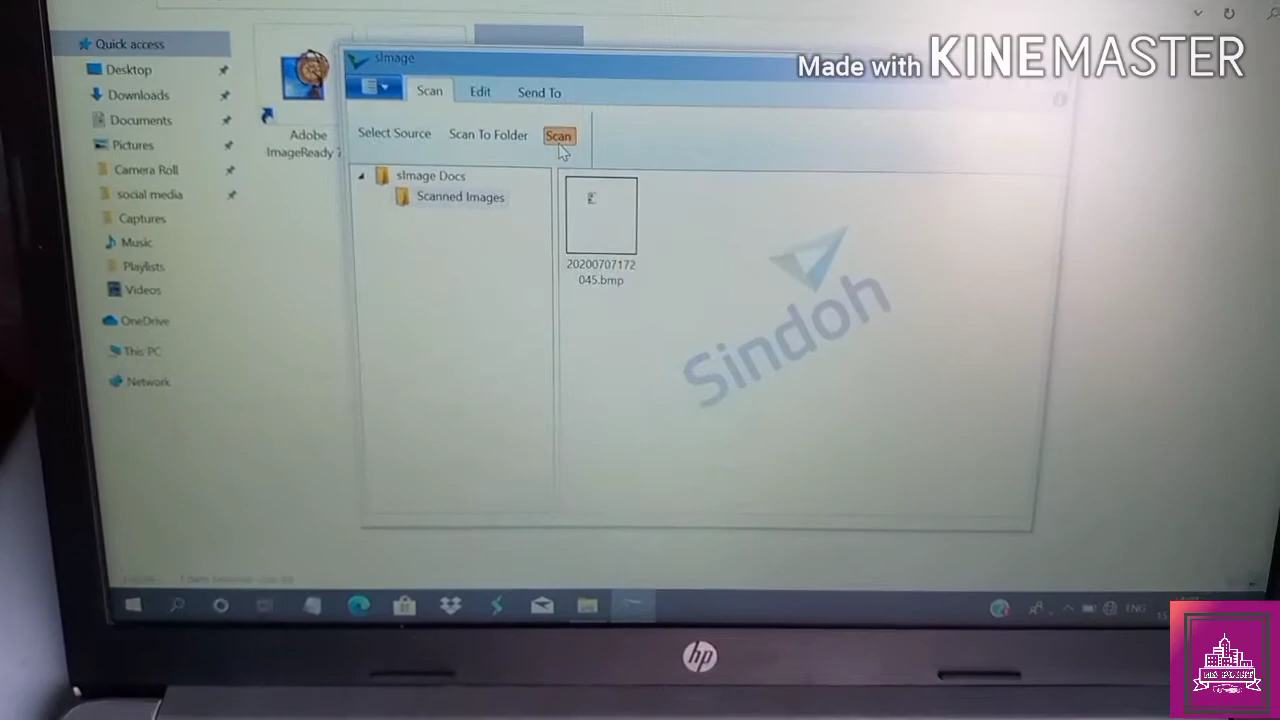 Made with KINEMASTER
Quick access
Desktop
Downloads
Documents
Pictures
Camera Roll
social media
Captures
Music
Playlists
Videos
OneDrive
This PC
Network
Adobe
ImageReady 7
sImage
Scan Edit Send To
Select Source Scan To Folder Scan
sImage Docs
Scanned Images
20200707172
045.bmp
Sindoh
ENG
hp